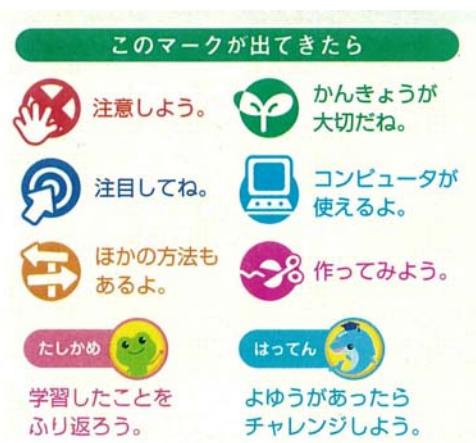 このマークが出てきたら
注意しよう。
かんきょうが
大切だね。
注目してね。
コンピュータが
使えるよ。
ほかの方法も
あるよ。
作ってみよう。
たしかめ
学習したことを
ふり返ろう。
はってん
よゆうがあったら
チャレンジしよう。